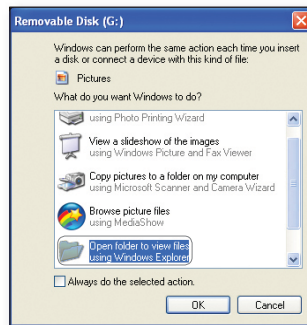 Removable Disk (G:)
Windows can perform the same action each time you insert
a disk or connect a device with this kind of file:
Pictures
What do you want Windows to do?
using Photo Printing Wizard
View a slideshow of the images
using Windows Picture and Fax Viewer
Copy pictures to a folder on my computer
using Microsoft Scanner and Camera Wizard
Browse picture files
using MediaShow
Open folder to view files
using Windows Explorer
Always do the selected action.
OK
Cancel